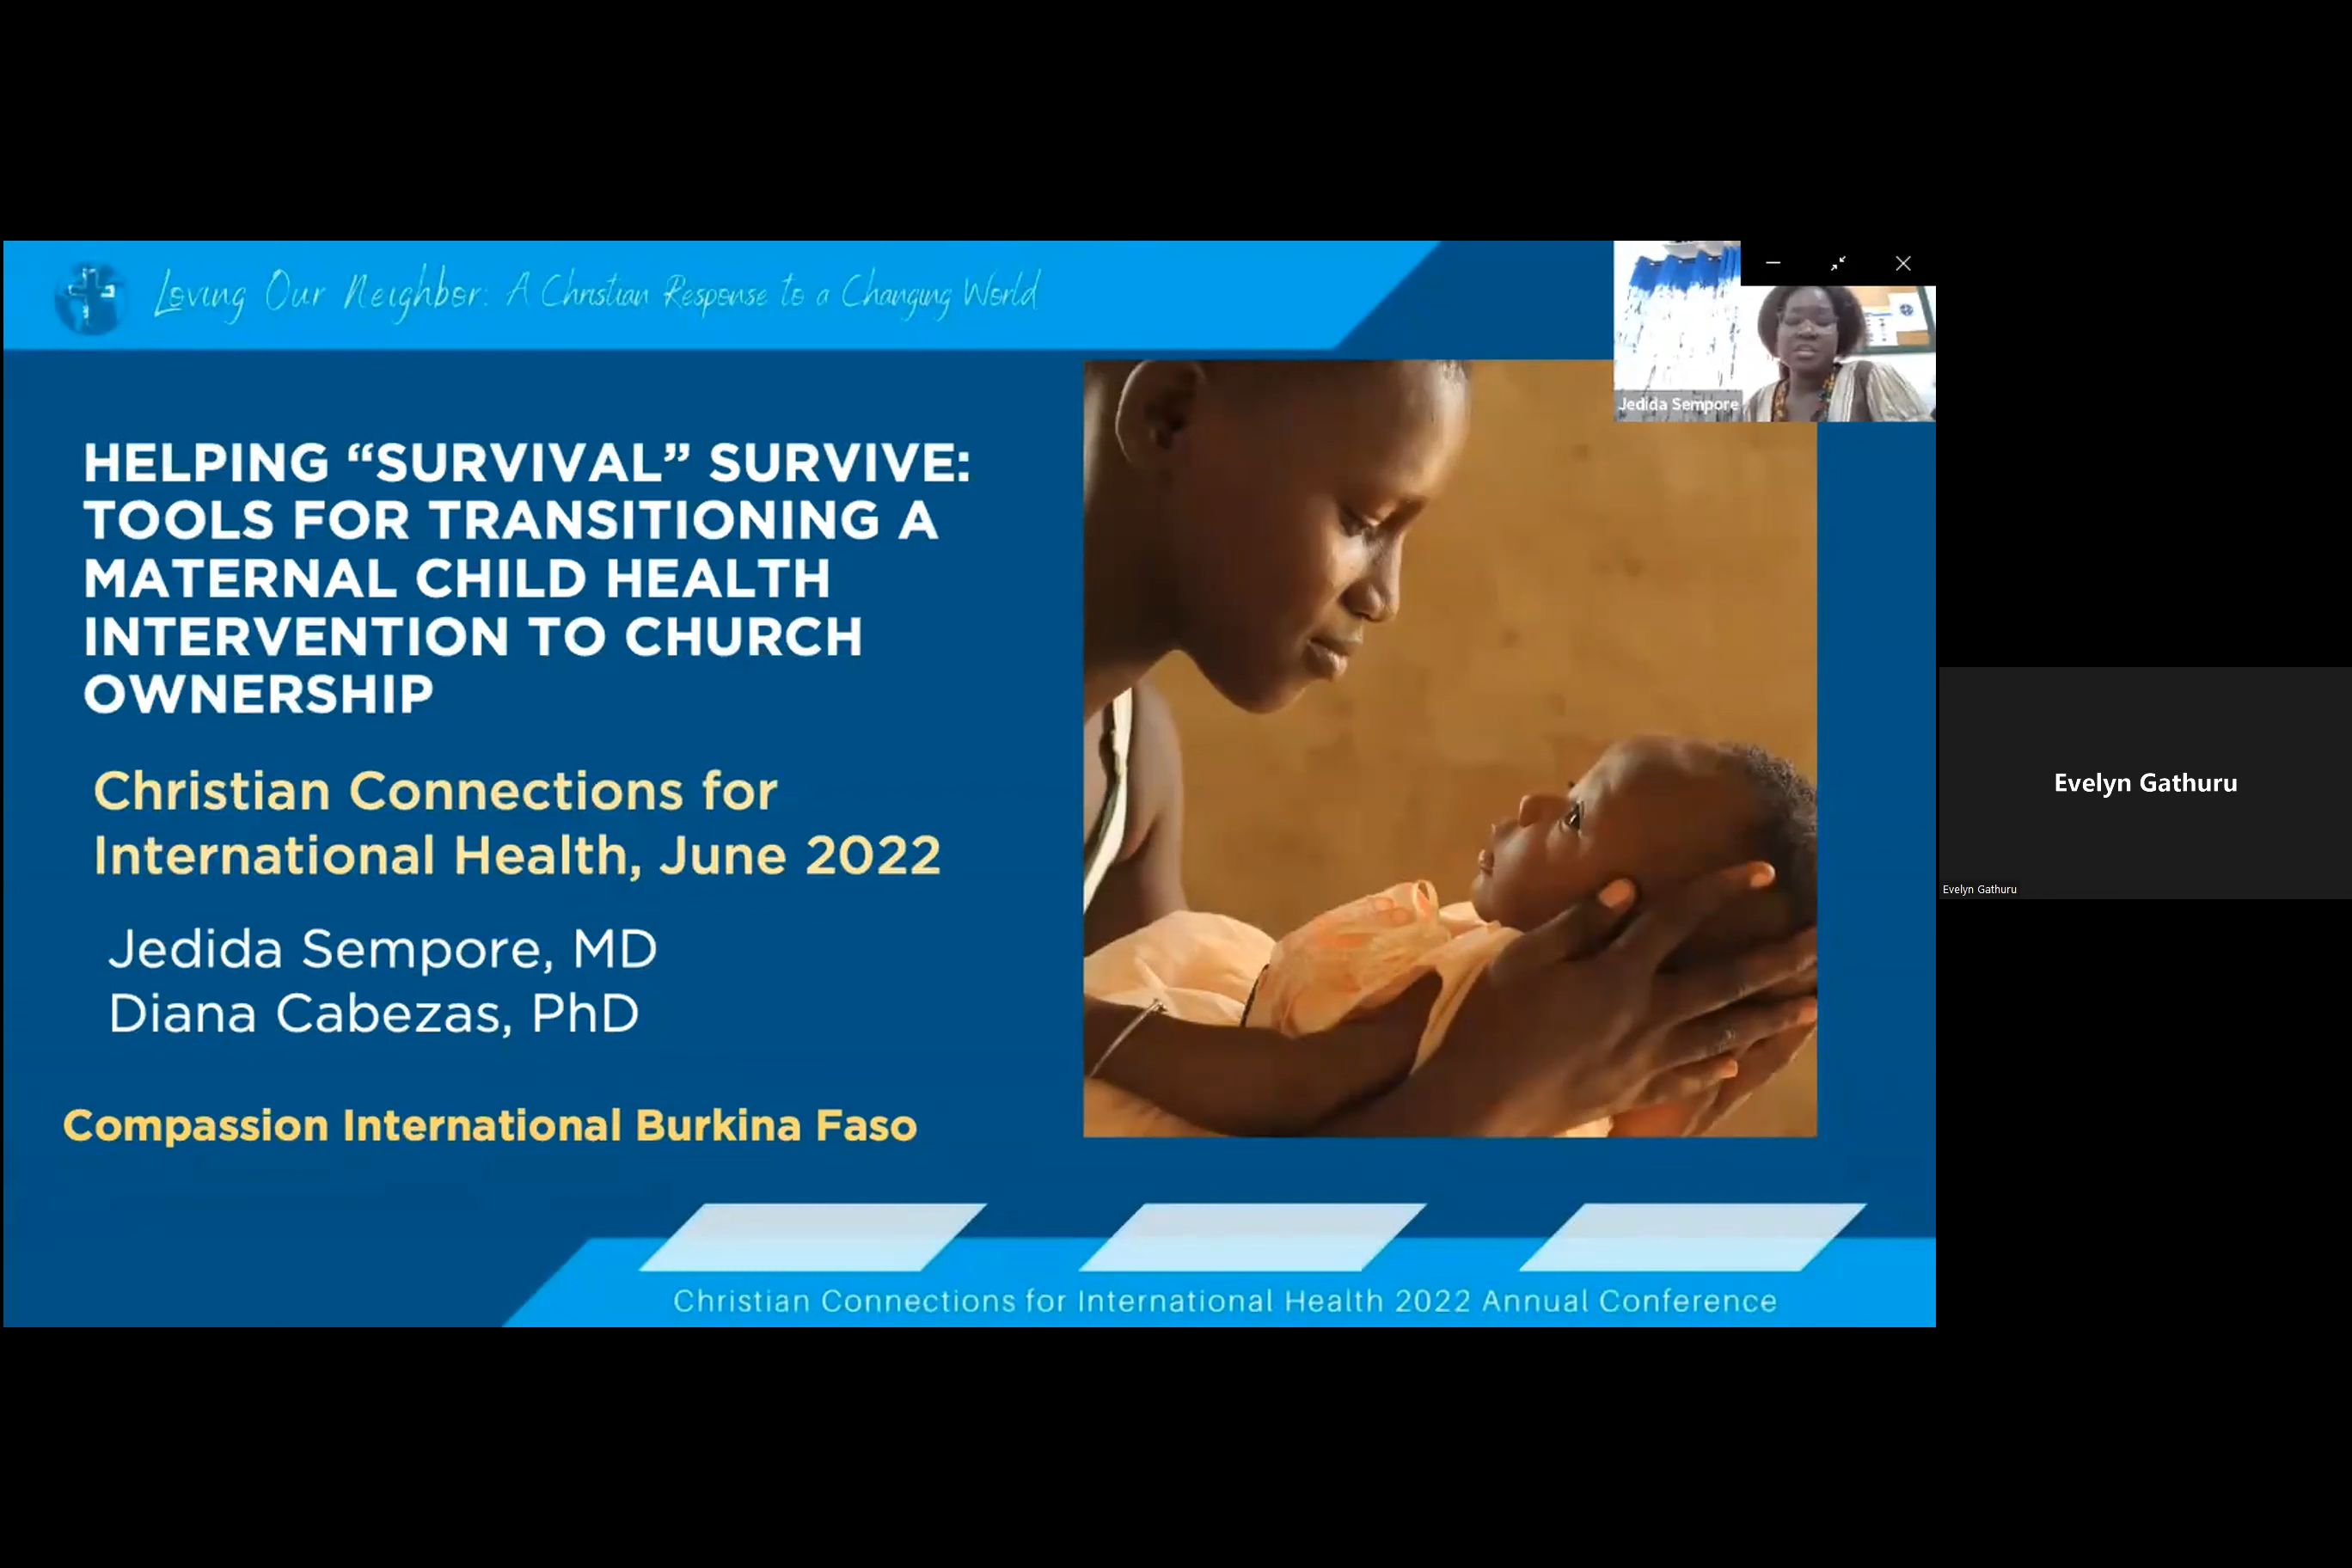 Loving Our Neighbor: A Christian Response to a Changing World
Jedida Sempore
HELPING “SURVIVAL” SURVIVE:
TOOLS FOR TRANSITIONING A
MATERNAL CHILD HEALTH
INTERVENTION TO CHURCH
OWNERSHIP
Christian Connections for
International Health, June 2022
Jedida Sempore, MD
Diana Cabezas, PhD
Compassion International Burkina Faso
Christian Connections for International Health 2022 Annual Conference
Evelyn Gathuru
Evelyn Gathuru